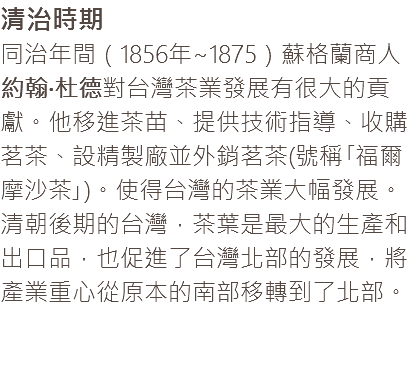 清治時期
同治年間（1856年~1875）蘇格蘭商人
約翰·杜德對台灣茶業發展有很大的貢
獻。他移進茶苗、提供技術指導、收購
茗茶、設精製廠並外銷茗茶(號稱「福爾
摩沙茶」)。使得台灣的茶業大幅發展。
清朝後期的台灣，茶葉是最大的生產和
出口品，也促進了台灣北部的發展，將
產業重心從原本的南部移轉到了北部。